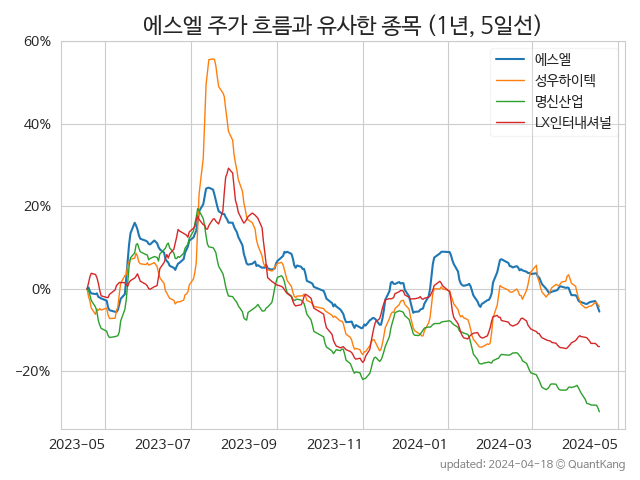 에스엘 주가 흐름과 유사한 종목 (1년, 5일선)
60%
40%
20%
0%
−20%
에스엘
성우하이텍
명신산업
LX인터내셔널
2023-05 2023-07 2023-09 2023-11 2024-01 2024-03 2024-05
updated: 2024-04-18 © QuantKang